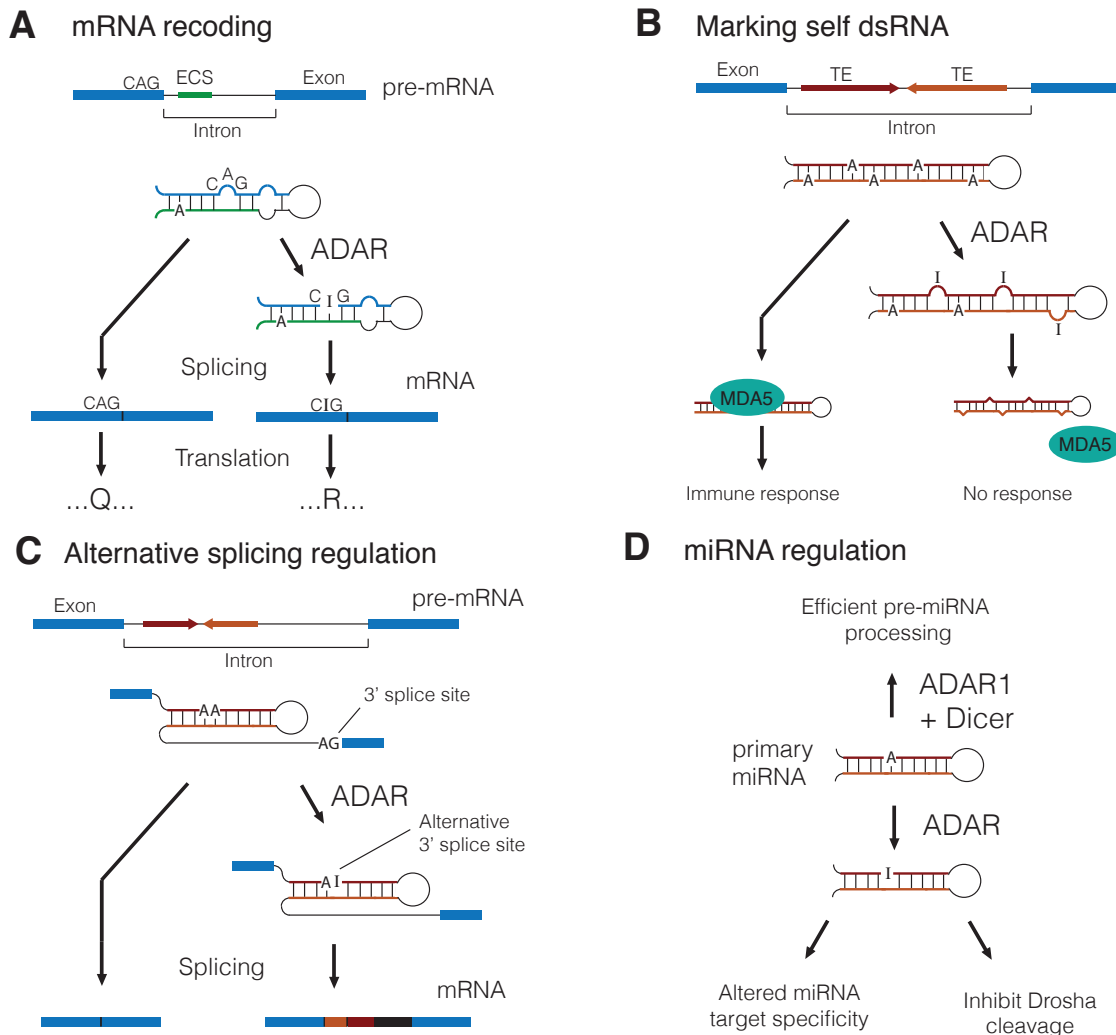 A mRNA recoding
CAG ECS Exon
pre-mRNA
Intron
C A G
A
ADAR
C I G
A
Splicing
mRNA
CAG
CIG
Translation
...Q...
...R...
B Marking self dsRNA
Exon TE TE
Intron
A A
A A A
ADAR
I I
A A
I
MDA5
MDA5
Immune response
No response
C Alternative splicing regulation
Exon
pre-mRNA
Intron
3' splice site
AA
AG
ADAR
Alternative
3' splice site
AI
Splicing
mRNA
D miRNA regulation
Efficient pre-miRNA
processing
ADAR1
+ Dicer
primary
miRNA
A
ADAR
I
Altered miRNA
target specificity
Inhibit Drosha
cleavage